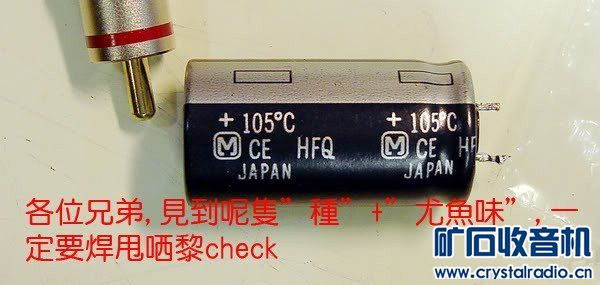 + 105°C
M CE HFQ
JAPAN
+ 105°C
M CE HF
JAPAN
各位兄弟,見到呢隻”種”+”尤魚味”,一
定要焊甩哂黎check
矿石收音机
www.crystalradio.cn